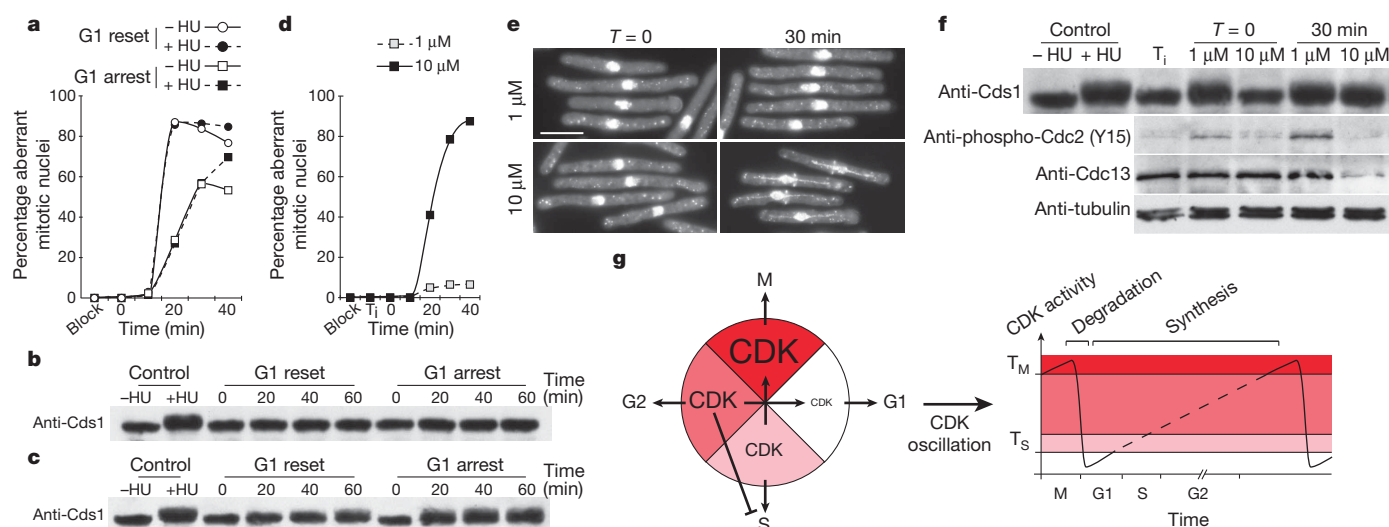 a
G1 reset
– HU
+ HU
G1 arrest
– HU
+ HU
Percentage aberrant
mitotic nuclei
100
80
60
40
20
0
Block
0
20
40
Time (min)
d
1 μM
10 μM
Percentage aberrant
mitotic nuclei
100
80
60
40
20
0
Block
Ti
0
20
40
Time (min)
b
Control
G1 reset
G1 arrest
Time
(min)
–HU
+HU
0
20
40
60
0
20
40
60
Anti-Cds1
c
Control
G1 reset
G1 arrest
Time
(min)
–HU
+HU
0
20
40
60
0
20
40
60
Anti-Cds1
e
T = 0
30 min
1 μM
10 μM
f
Control
T = 0
30 min
– HU
+ HU
Ti
1 μM
10 μM
1 μM
10 μM
Anti-Cds1
Anti-phospho-Cdc2 (Y15)
Anti-Cdc13
Anti-tubulin
g
M
CDK
G2
CDK
CDK
G1
CDK
S
CDK
oscillation
CDK activity
Degradation
Synthesis
TM
TS
M
G1
S
G2
Time